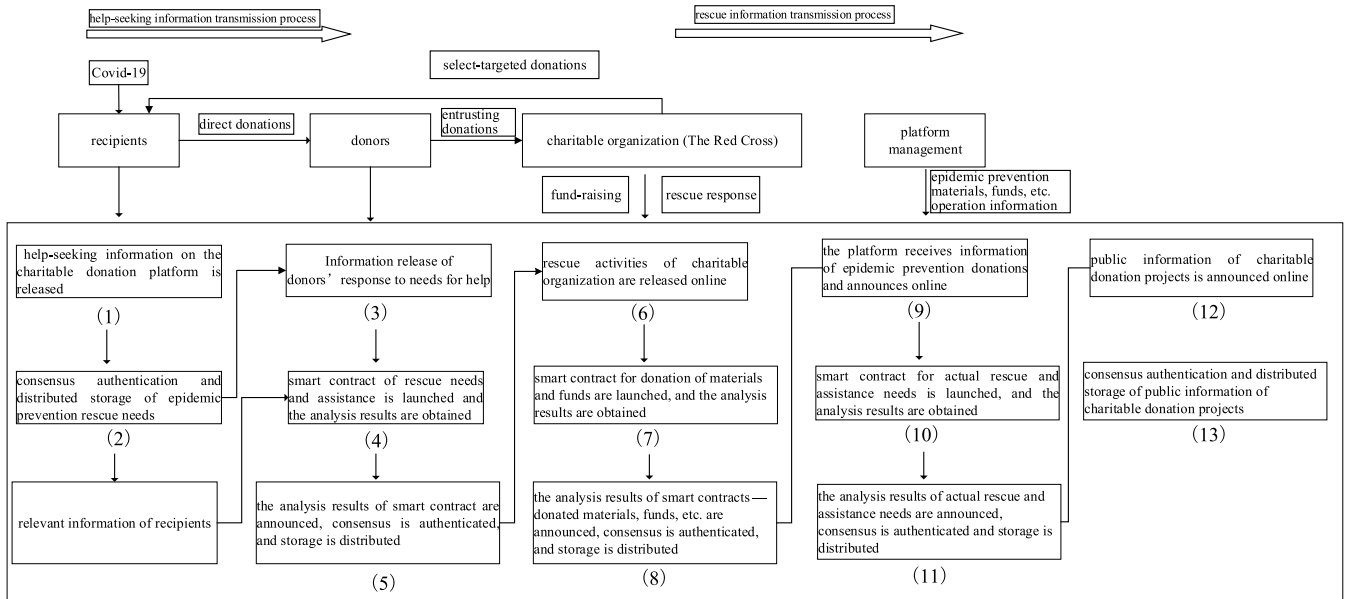 help-seeking information transmission process
rescue information transmission process
select-targeted donations
Covid-19
recipients
direct donations
donors
entrusting
donations
charitable organization (The Red Cross)
platform
management
fund-raising
rescue response
epidemic prevention
materials, funds, etc.
operation information
help-seeking information on the
charitable donation platform is
released
(1)
consensus authentication and
distributed storage of epidemic
prevention rescue needs
(2)
relevant information of recipients
Information release of
donors’ response to needs for help
(3)
smart contract of rescue needs
and assistance is launched and
the analysis results are obtained
(4)
the analysis results of smart contract are
announced, consensus is authenticated,
and storage is distributed
(5)
rescue activities of charitable
organization are released online
(6)
smart contract for donation of materials
and funds are launched, and the analysis
results are obtained
(7)
the analysis results of smart contracts—
donated materials, funds, etc. are
announced, consensus is authenticated,
and storage is distributed
(8)
the platform receives information
of epidemic prevention donations
and announces online
(9)
smart contract for actual rescue and
assistance needs is launched, and the
analysis results are obtained
(10)
the analysis results of actual rescue and
assistance needs are announced,
consensus is authenticated and storage is
distributed
(11)
public information of charitable
donation projects is announced online
(12)
consensus authentication and distributed
storage of public information of
charitable donation projects
(13)